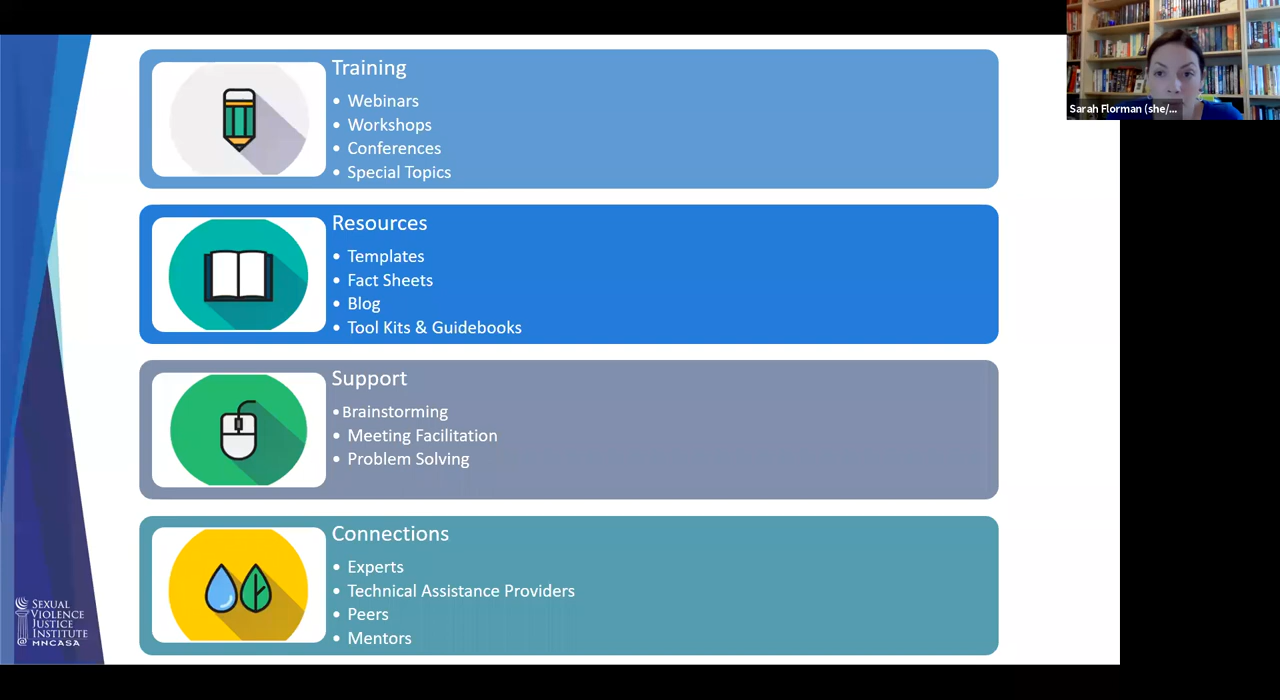 Training
• Webinars
• Workshops
• Conferences
• Special Topics
Resources
• Templates
• Fact Sheets
• Blog
• Tool Kits & Guidebooks
Support
• Brainstorming
• Meeting Facilitation
• Problem Solving
Connections
• Experts
• Technical Assistance Providers
• Peers
• Mentors
SEXUAL
VIOLENCE
JUSTICE
INSTITUTE
@ MNCASA
Sarah Florman (she/...